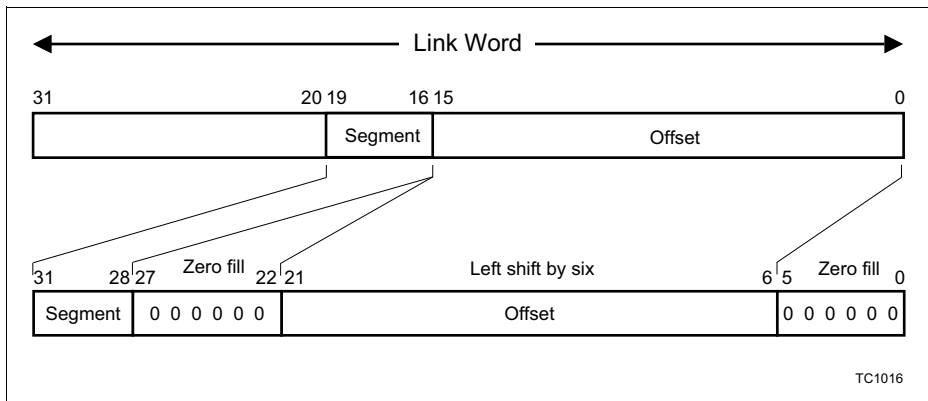 Link Word
31 20 19 16 15 0
Segment Offset
31 28 27 Zero fill 22 21 Left shift by six 6 5 Zero fill 0
Segment 0 0 0 0 0 0 Offset 0 0 0 0 0 0
TC1016